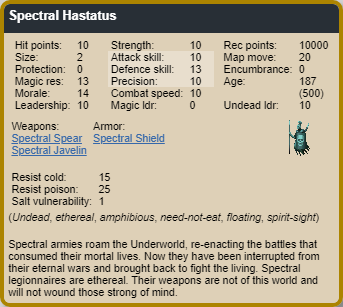 Spectral Hastatus
Hit points: 10 Strength: 10 Rec points: 10000
Size: 2 Attack skill: 10 Map move: 20
Protection: 0 Defence skill: 13 Encumbrance: 0
Magic res: 13 Precision: 10 Age: 187
Morale: 14 Combat speed: 10 (500)
Leadership: 10 Magic ldr: 0 Undead ldr: 10
Weapons: Armor:
Spectral Spear Spectral Shield
Spectral Javelin
Resist cold: 15
Resist poison: 25
Salt vulnerability: 1
(Undead, ethereal, amphibious, need-not-eat, floating, spirit-sight)
Spectral armies roam the Underworld, re-enacting the battles that
consumed their mortal lives. Now they have been interrupted from
their eternal wars and brought back to fight the living. Spectral
legionnaires are ethereal. Their weapons are not of this world and
will not wound those strong of mind.